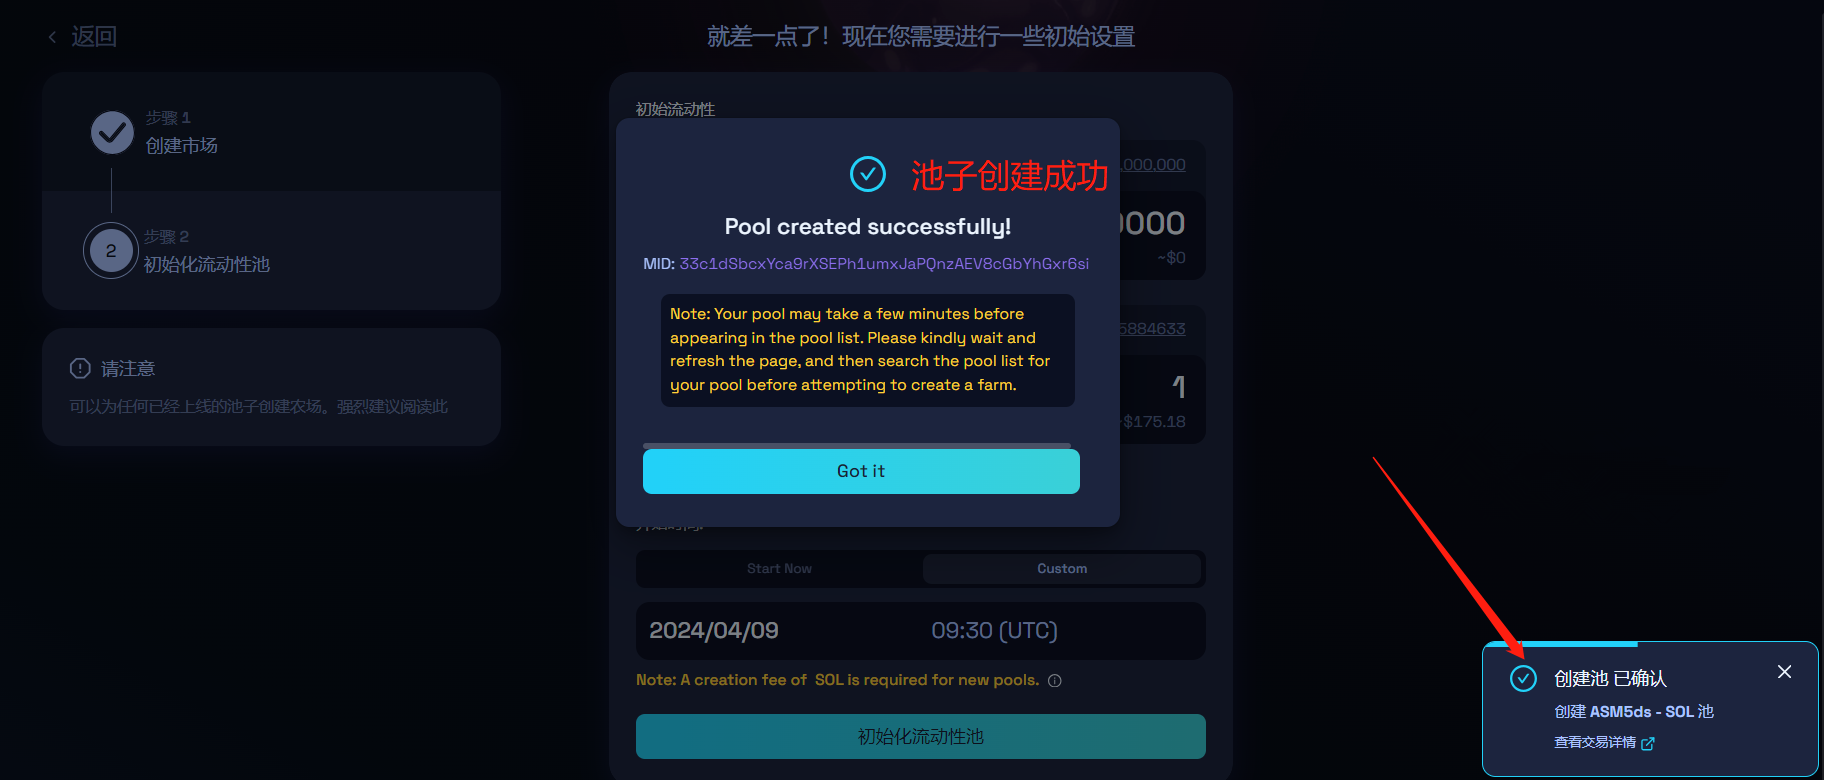 返回
就差一点了！现在您需要进行一些初始设置
步骤 1
创建市场
2
步骤 2
初始化流动性池
请注意
可以为任何已经上线的池子创建农场。强烈建议阅读此
初始流动性
.000.000
0000
~$0
5884633
1
~$175.18
池子创建成功
Pool created successfully!
MID: 33c1dSbcxYca9rXSEPh1umxJaPQnzAEV8cGbYhGxr6si
Note: Your pool may take a few minutes before
appearing in the pool list. Please kindly wait and
refresh the page, and then search the pool list for
your pool before attempting to create a farm.
Got it
Start Now
Custom
2024/04/09
09:30 (UTC)
Note: A creation fee of SOL is required for new pools.
初始化流动性池
创建池 已确认
创建 ASM5ds - SOL 池
查看交易详情